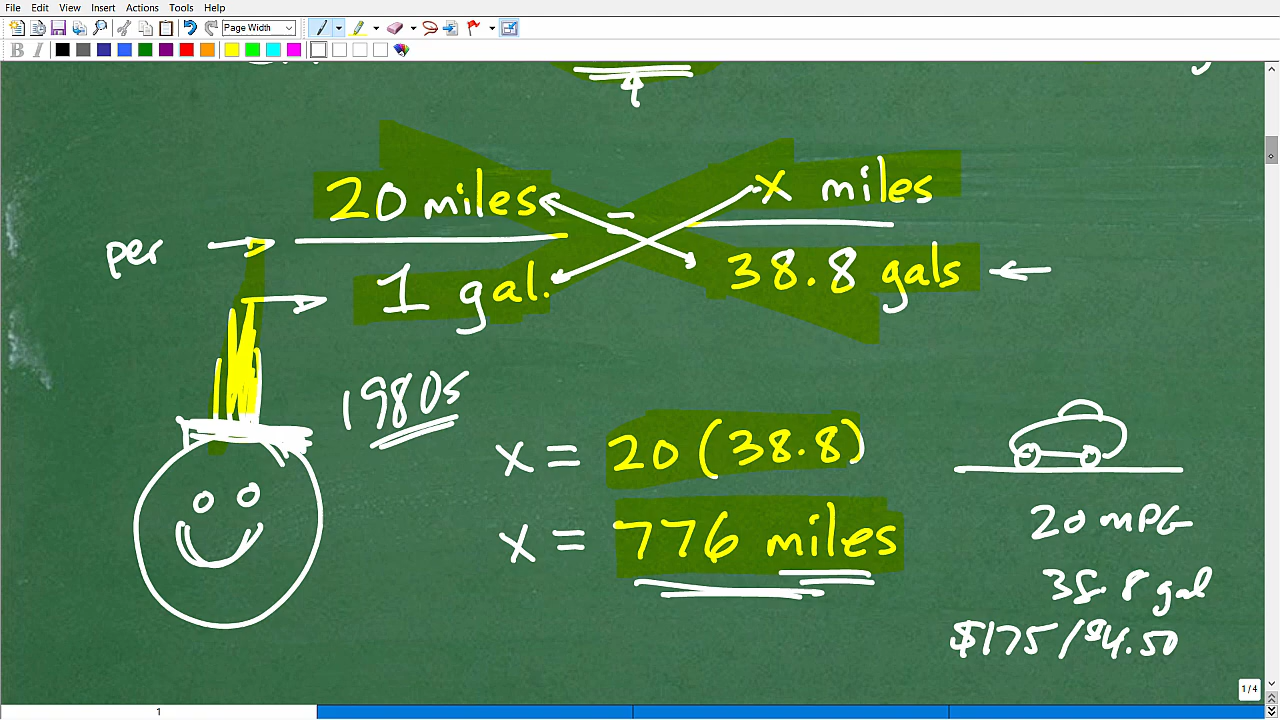 File Edit View Insert Actions Tools Help
Page Width
B I
20 miles = x miles
per
1 gal. 38.8 gals
1980s
x = 20 (38.8)
x = 776 miles
20 MPG
38.8 gal
$175/$4.50
1/4
1